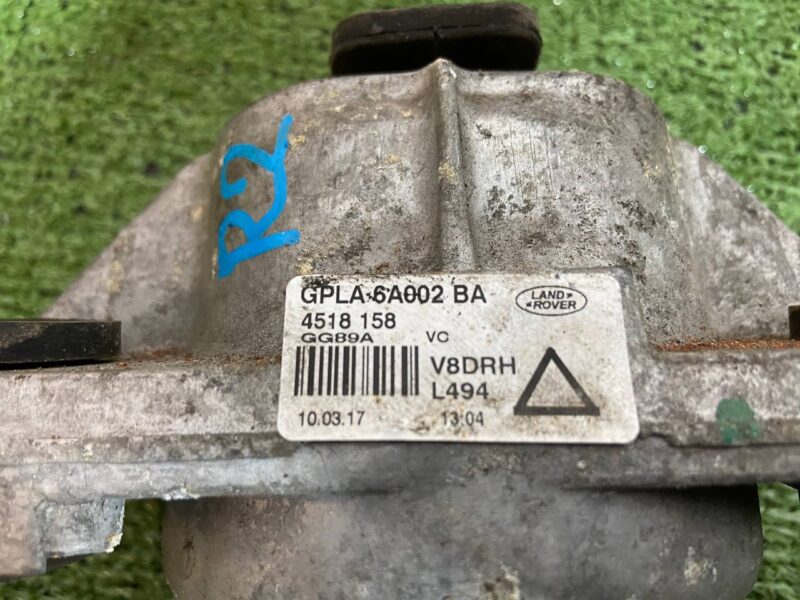 R2
GPLA-6A002 BA
LAND
ROVER
4518 158
GG89A VC
V8DRH
L494
10.03.17 13:04